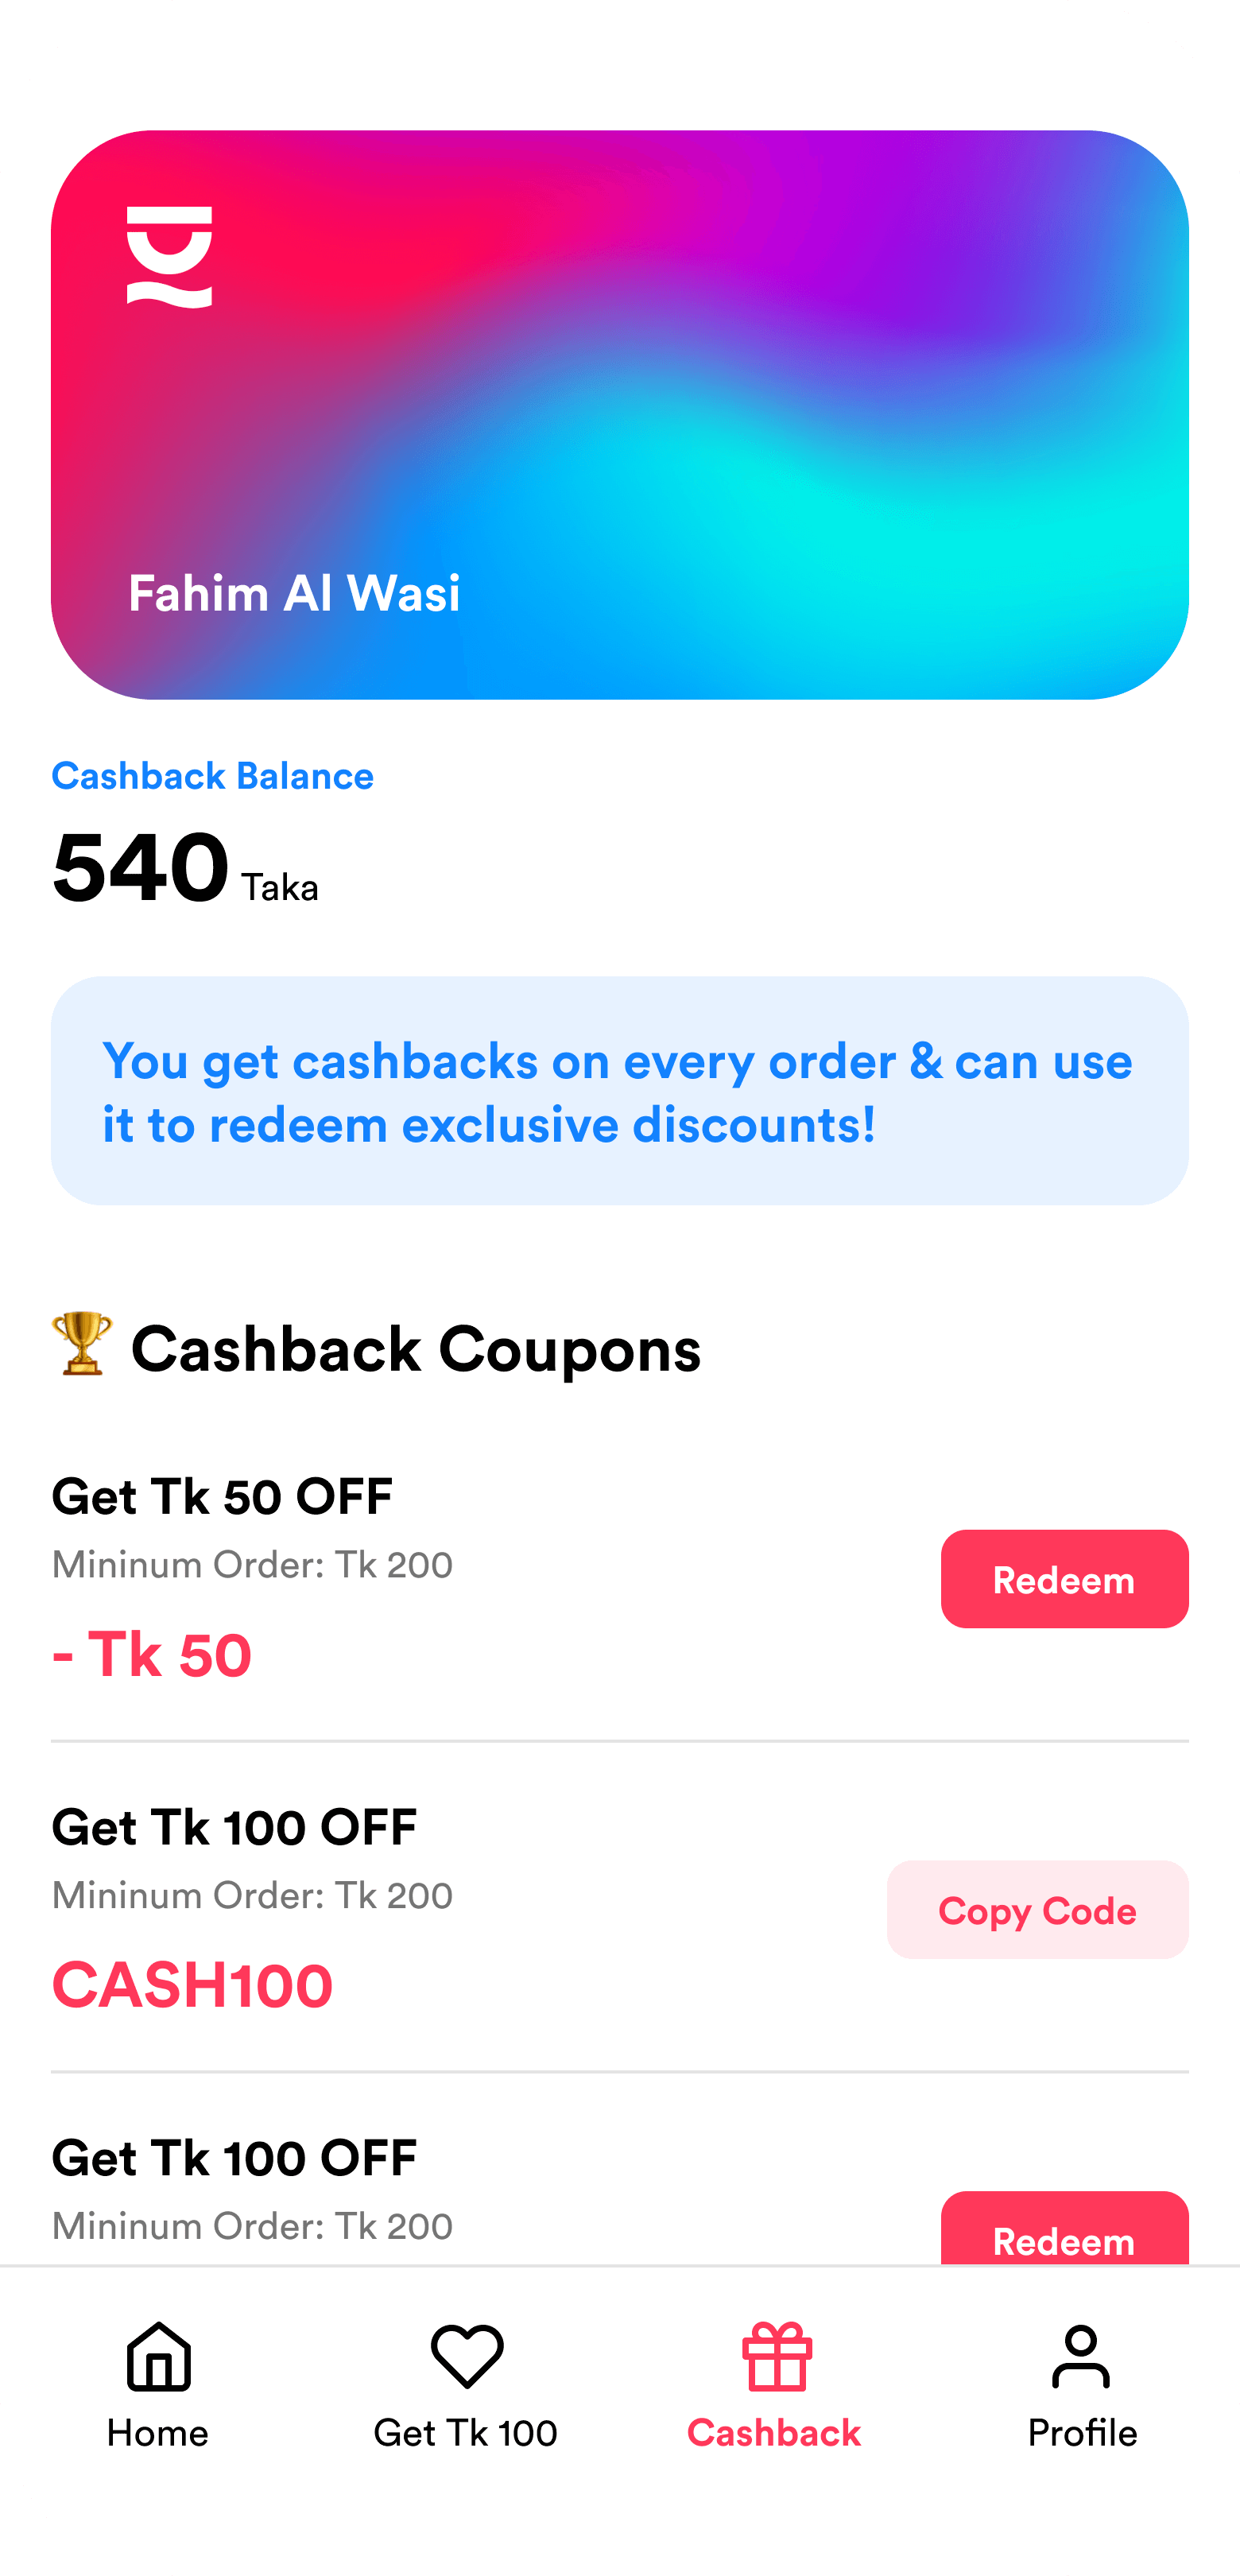 Fahim Al Wasi
Cashback Balance
540 Taka
You get cashbacks on every order & can use
it to redeem exclusive discounts!
🏆 Cashback Coupons
Get Tk 50 OFF
Mininum Order: Tk 200
- Tk 50
Redeem
Get Tk 100 OFF
Mininum Order: Tk 200
CASH100
Copy Code
Get Tk 100 OFF
Mininum Order: Tk 200
Redeem
Home
Get Tk 100
Cashback
Profile